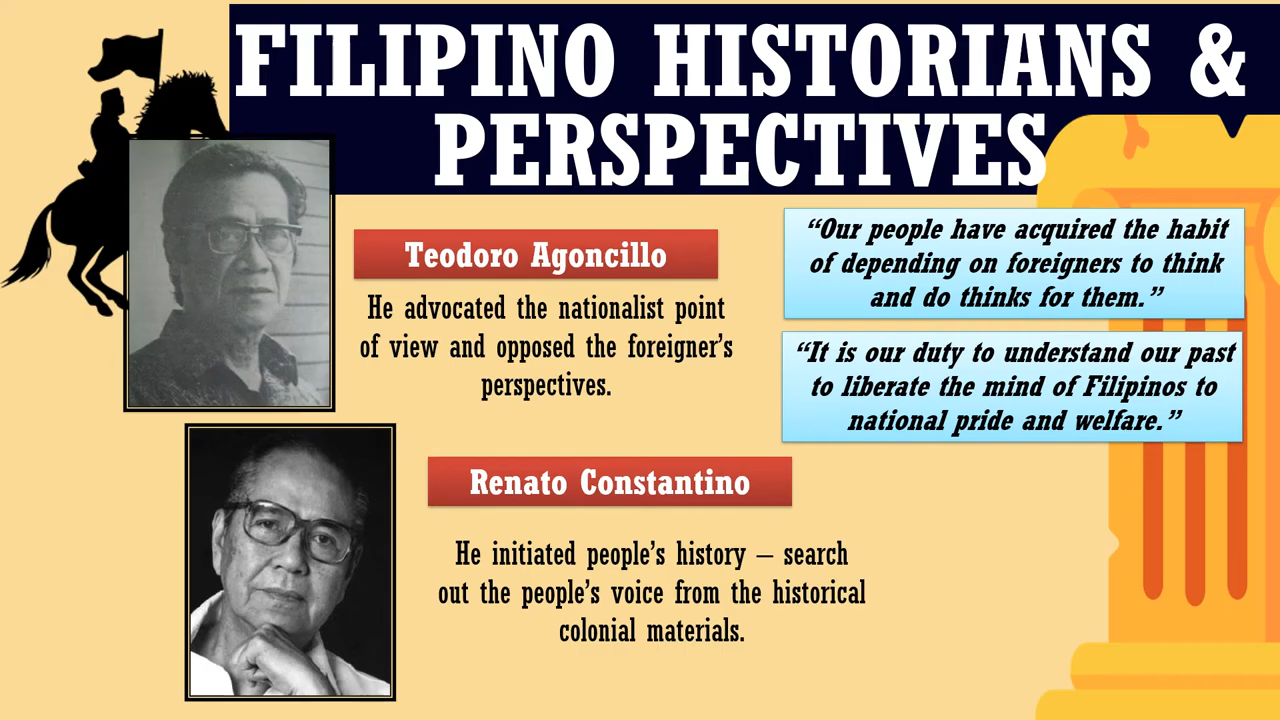 FILIPINO HISTORIANS &
PERSPECTIVES
Teodoro Agoncillo
He advocated the nationalist point
of view and opposed the foreigner’s
perspectives.
“Our people have acquired the habit
of depending on foreigners to think
and do thinks for them.”
“It is our duty to understand our past
to liberate the mind of Filipinos to
national pride and welfare.”
Renato Constantino
He initiated people’s history – search
out the people’s voice from the historical
colonial materials.